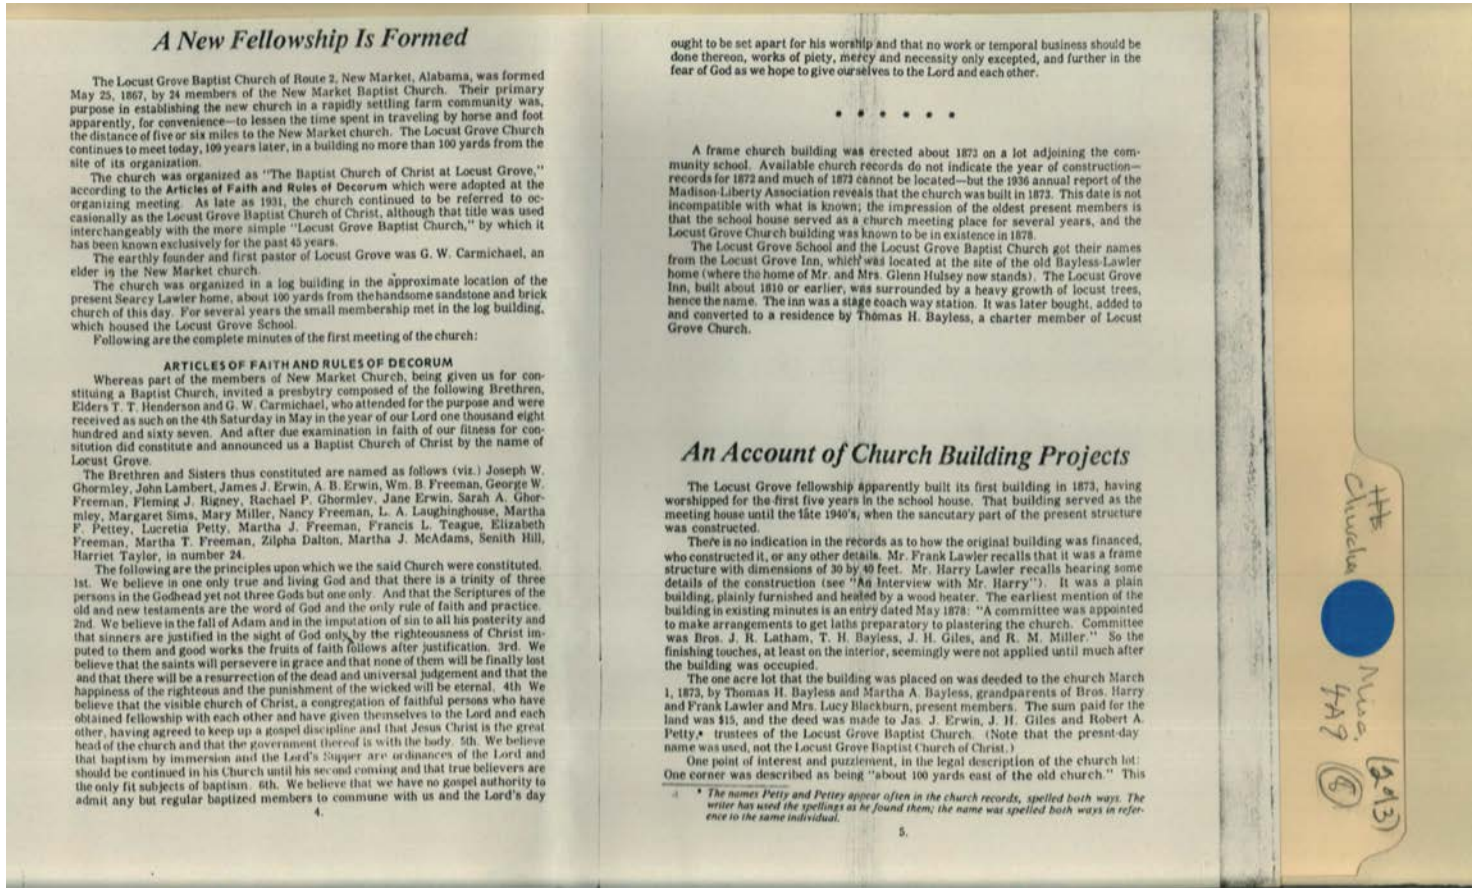 A New Fellowship Is Formed
The Locust Grove Baptist Church of Route 2, New Market, Alabama, was formed
May 25, 1867, by 24 members of the New Market Baptist Church. Their primary
purpose in establishing the new church in a rapidly settling farm community was,
apparently, for convenience—to lessen the time spent in traveling by horse and foot
the distance of five or six miles to the New Market church. The Locust Grove Church
continues to meet today, 109 years later, in a building no more than 100 yards from the
site of its organization.
The church was organized as "The Baptist Church of Christ at Locust Grove,"
according to the Articles of Faith and Rules of Decorum which were adopted at the
organizing meeting. As late as 1931, the church continued to be referred to oc-
casionally as the Locust Grove Baptist Church of Christ, although that title was used
interchangeably with the more simple "Locust Grove Baptist Church," by which it
has been known exclusively for the past 45 years.
The earthly founder and first pastor of Locust Grove was G. W. Carmichael, an
elder in the New Market church.
The church was organized in a log building in the approximate location of the
present Searcy Lawler home, about 100 yards from the handsome sandstone and brick
church of this day. For several years the small membership met in the log building,
which housed the Locust Grove School.
Following are the complete minutes of the first meeting of the church:
ARTICLES OF FAITH AND RULES OF DECORUM
Whereas part of the members of New Market Church, being given us for con-
stituing a Baptist Church, invited a presbytry composed of the following Brethren,
Elders T. T. Henderson and G. W. Carmichael, who attended for the purpose and were
received as such on the 4th Saturday in May in the year of our Lord one thousand eight
hundred and sixty seven. And after due examination in faith of our fitness for con-
sitution did constitute and announced us a Baptist Church of Christ by the name of
Locust Grove.
The Brethren and Sisters thus constituted are named as follows (viz.) Joseph W.
Ghormley, John Lambert, James J. Erwin, A. B. Erwin, Wm. B. Freeman, George W.
Freeman, Fleming J. Rigney, Rachael P. Ghormley, Jane Erwin, Sarah A. Ghor-
mley, Margaret Sims, Mary Miller, Nancy Freeman, L. A. Laughinghouse, Martha
F. Pettey, Lucretia Petty, Martha J. Freeman, Francis L. Teague, Elizabeth
Freeman, Martha T. Freeman, Zilpha Dalton, Martha J. McAdams, Senith Hill,
Harriet Taylor, in number 24.
The following are the principles upon which we the said Church were constituted.
1st. We believe in one only true and living God and that there is a trinity of three
persons in the Godhead yet not three Gods but one only. And that the Scriptures of the
old and new testaments are the word of God and the only rule of faith and practice.
2nd. We believe in the fall of Adam and in the imputation of sin to all his posterity and
that sinners are justified in the sight of God only by the righteousness of Christ im-
puted to them and good works the fruits of faith follows after justification. 3rd. We
believe that the saints will persevere in grace and that none of them will be finally lost
and that there will be a resurrection of the dead and universal judgement and that the
happiness of the righteous and the punishment of the wicked will be eternal. 4th We
believe that the visible church of Christ, a congregation of faithful persons who have
obtained fellowship with each other and have given themselves to the Lord and each
other, having agreed to keep up a gospel discipline and that Jesus Christ is the great
head of the church and that the government thereof is with the body. 5th. We believe
that baptism by immersion and the Lord's Supper are ordinances of the Lord and
should be continued in his Church until his second coming and that true believers are
the only fit subjects of baptism. 6th. We believe that we have no gospel authority to
admit any but regular baptized members to commune with us and the Lord's day
4.
ought to be set apart for his worship and that no work or temporal business should be
done thereon, works of piety, mercy and necessity only excepted, and further in the
fear of God as we hope to give ourselves to the Lord and each other.
• • • • • •
A frame church building was erected about 1873 on a lot adjoining the com-
munity school. Available church records do not indicate the year of construction—
records for 1872 and much of 1873 cannot be located—but the 1936 annual report of the
Madison-Liberty Association reveals that the church was built in 1873. This date is not
incompatible with what is known; the impression of the oldest present members is
that the school house served as a church meeting place for several years, and the
Locust Grove Church building was known to be in existence in 1878.
The Locust Grove School and the Locust Grove Baptist Church got their names
from the Locust Grove Inn, which was located at the site of the old Bayless-Lawler
home (where the home of Mr. and Mrs. Glenn Hulsey now stands). The Locust Grove
Inn, built about 1810 or earlier, was surrounded by a heavy growth of locust trees,
hence the name. The inn was a stage coach way station. It was later bought, added to
and converted to a residence by Thomas H. Bayless, a charter member of Locust
Grove Church.
An Account of Church Building Projects
The Locust Grove fellowship apparently built its first building in 1873, having
worshipped for the first five years in the school house. That building served as the
meeting house until the late 1940's, when the sancutary part of the present structure
was constructed.
There is no indication in the records as to how the original building was financed,
who constructed it, or any other details. Mr. Frank Lawler recalls that it was a frame
structure with dimensions of 30 by 40 feet. Mr. Harry Lawler recalls hearing some
details of the construction (see "An Interview with Mr. Harry"). It was a plain
building, plainly furnished and heated by a wood heater. The earliest mention of the
building in existing minutes is an entry dated May 1878: "A committee was appointed
to make arrangements to get laths preparatory to plastering the church. Committee
was Bros. J. R. Latham, T. H. Bayless, J. H. Giles, and R. M. Miller." So the
finishing touches, at least on the interior, seemingly were not applied until much after
the building was occupied.
The one acre lot that the building was placed on was deeded to the church March
1, 1873, by Thomas H. Bayless and Martha A. Bayless, grandparents of Bros. Harry
and Frank Lawler and Mrs. Lucy Blackburn, present members. The sum paid for the
land was $15, and the deed was made to Jas. J. Erwin, J. H. Giles and Robert A.
Petty,* trustees of the Locust Grove Baptist Church. (Note that the presnt-day
name was used, not the Locust Grove Baptist Church of Christ.)
One point of interest and puzzlement, in the legal description of the church lot:
One corner was described as being "about 100 yards east of the old church." This
* The names Petty and Pettey appear often in the church records, spelled both ways. The
writer has used the spellings as he found them; the name was spelled both ways in refer-
ence to the same individual.
5.
Churches
(2 of 3)
8